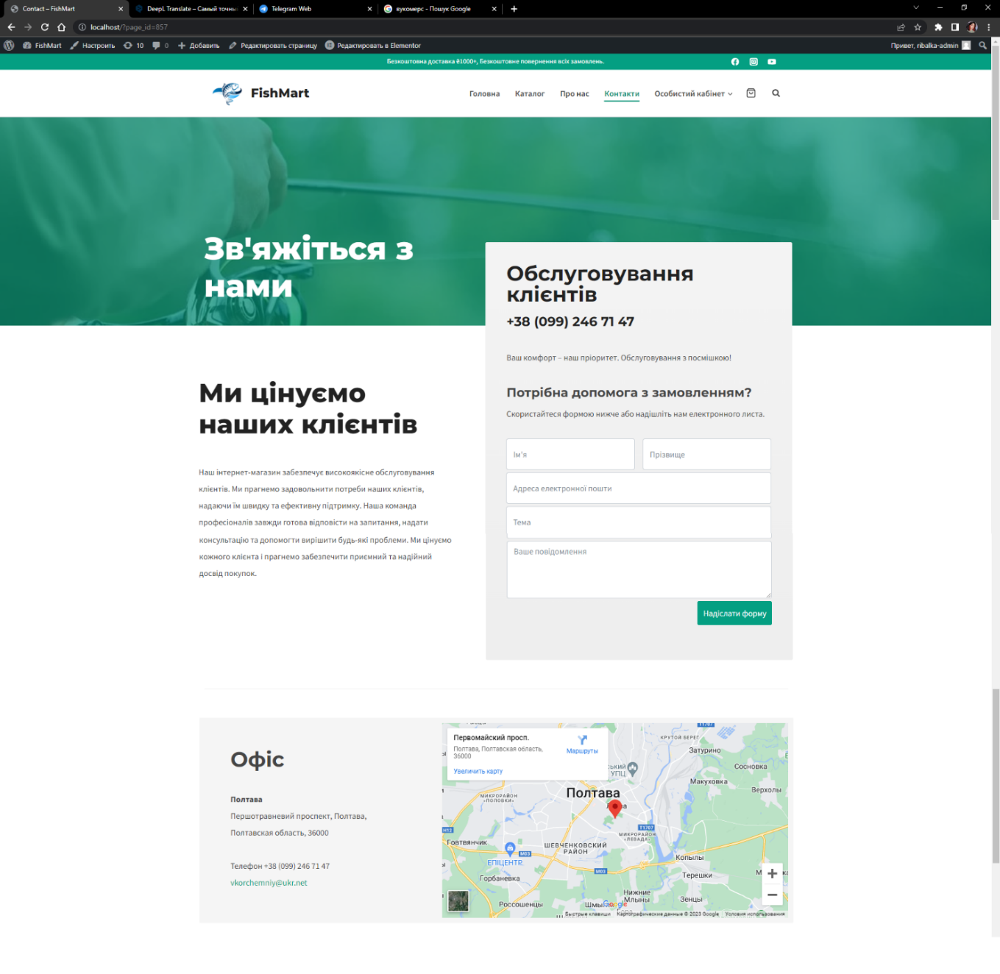 Contact – FishMart
DeepL Translate – Самый точны
Telegram Web
вукомерс - Пошук Google
localhost/?page_id=857
FishMart
Настроить
10
0
Добавить
Редактировать страницу
Редактировать в Elementor
Привет, ribalka-admin
Безкоштовна доставка ₴1000+, Безкоштовне повернення всіх замовлень.
FishMart
Головна
Каталог
Про нас
Контакти
Особистий кабінет
Зв'яжіться з
нами
Обслуговування
клієнтів
+38 (099) 246 71 47
Ваш комфорт – наш пріоритет. Обслуговування з посмішкою!
Ми цінуємо
наших клієнтів
Потрібна допомога з замовленням?
Скористайтеся формою нижче або надішліть нам електронного листа.
Ім'я
Прізвище
Адреса електронної пошти
Тема
Ваше повідомлення
Надіслати форму
Наш інтернет-магазин забезпечує високоякісне обслуговування
клієнтів. Ми прагнемо задовольнити потреби наших клієнтів,
надаючи їм швидку та ефективну підтримку. Наша команда
професіоналів завжди готова відповісти на запитання, надати
консультацію та допомогти вирішити будь-які проблеми. Ми цінуємо
кожного клієнта і прагнемо забезпечити приємний та надійний
досвід покупок.
Офіс
Полтава
Першотравневий проспект, Полтава,
Полтавская область, 36000
Телефон +38 (099) 246 71 47
vkorchemniy@ukr.net
Первомайский просп.
Полтава, Полтавская область,
36000
Маршруты
Увеличить карту
КРУТОЙ БЕРЕГ
Затурино
Сосновка
Макуховка
Верхолы
УПЦ
МИКРОРАЙОН
«ПОЛОВКИ»
Полтава
Т1707
МИКРОРАЙОН
«ЛЕВАДА»
Н12
Говтвянчик
М03
ШЕВЧЕНКОВСКИЙ
РАЙОН
ЕПІЦЕНТР
М03
Копылы
Терешки
Горбаневка
Нижние
Млыны
Россошенцы
Зенцы
Google
Быстрые клавиши
Картографические данные © 2023 Google
Условия использования